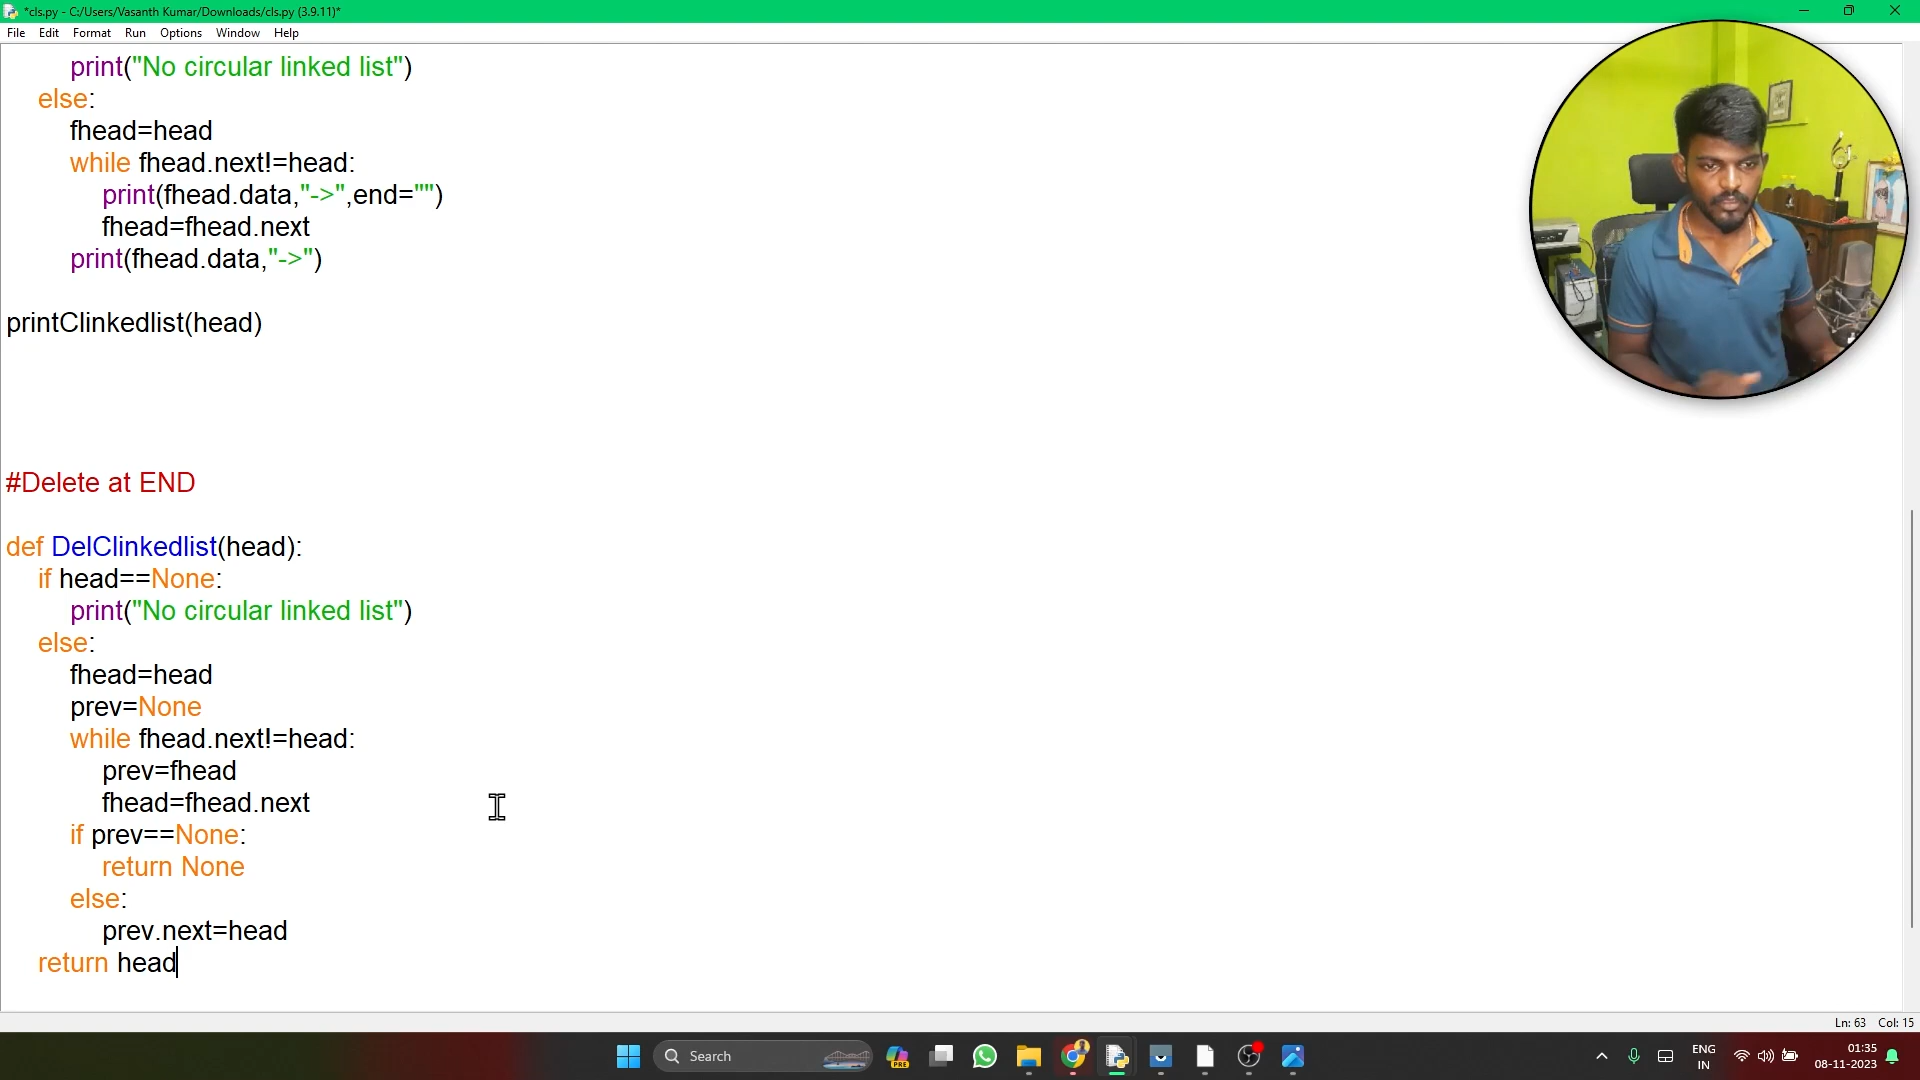 *cls.py - C:/Users/Vasanth Kumar/Downloads/cls.py (3.9.11)*
File Edit Format Run Options Window Help
print("No circular linked list")
else:
fhead=head
while fhead.next!=head:
print(fhead.data,"->",end="")
fhead=fhead.next
print(fhead.data,"->")
printClinkedlist(head)
#Delete at END
def DelClinkedlist(head):
if head==None:
print("No circular linked list")
else:
fhead=head
prev=None
while fhead.next!=head:
prev=fhead
fhead=fhead.next
if prev==None:
return None
else:
prev.next=head
return head
Ln: 63 Col: 15
Search
PRE
ENG
IN
01:35
08-11-2023